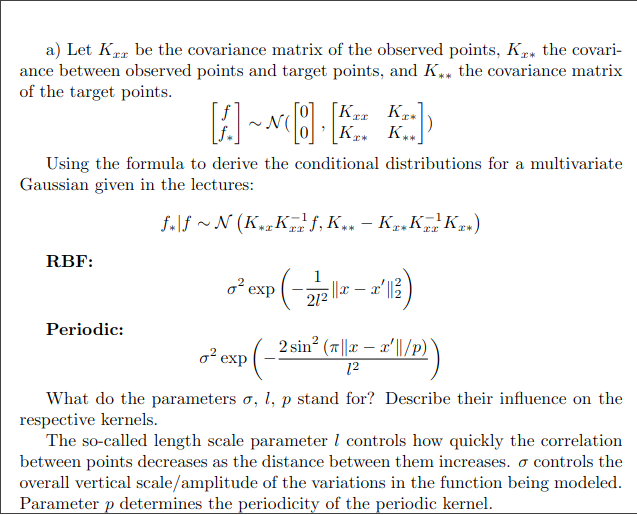 a) Let K_{xx} be the covariance matrix of the observed points, K_{x*} the covari-
ance between observed points and target points, and K_{**} the covariance matrix
of the target points.
\begin{bmatrix} f \\ f_* \end{bmatrix} \sim \mathcal{N}(\begin{bmatrix} 0 \\ 0 \end{bmatrix}, \begin{bmatrix} K_{xx} & K_{x*} \\ K_{x*} & K_{**} \end{bmatrix})
Using the formula to derive the conditional distributions for a multivariate
Gaussian given in the lectures:
f_*|f \sim \mathcal{N}\left(K_{*x}K_{xx}^{-1}f, K_{**} - K_{x*}K_{xx}^{-1}K_{x*}\right)
RBF:
\sigma^2 \exp\left(-\frac{1}{2l^2}\|x - x'\|_2^2\right)
Periodic:
\sigma^2 \exp\left(-\frac{2\sin^2(\pi\|x - x'\|/p)}{l^2}\right)
What do the parameters σ, l, p stand for? Describe their influence on the
respective kernels.
The so-called length scale parameter l controls how quickly the correlation
between points decreases as the distance between them increases. σ controls the
overall vertical scale/amplitude of the variations in the function being modeled.
Parameter p determines the periodicity of the periodic kernel.